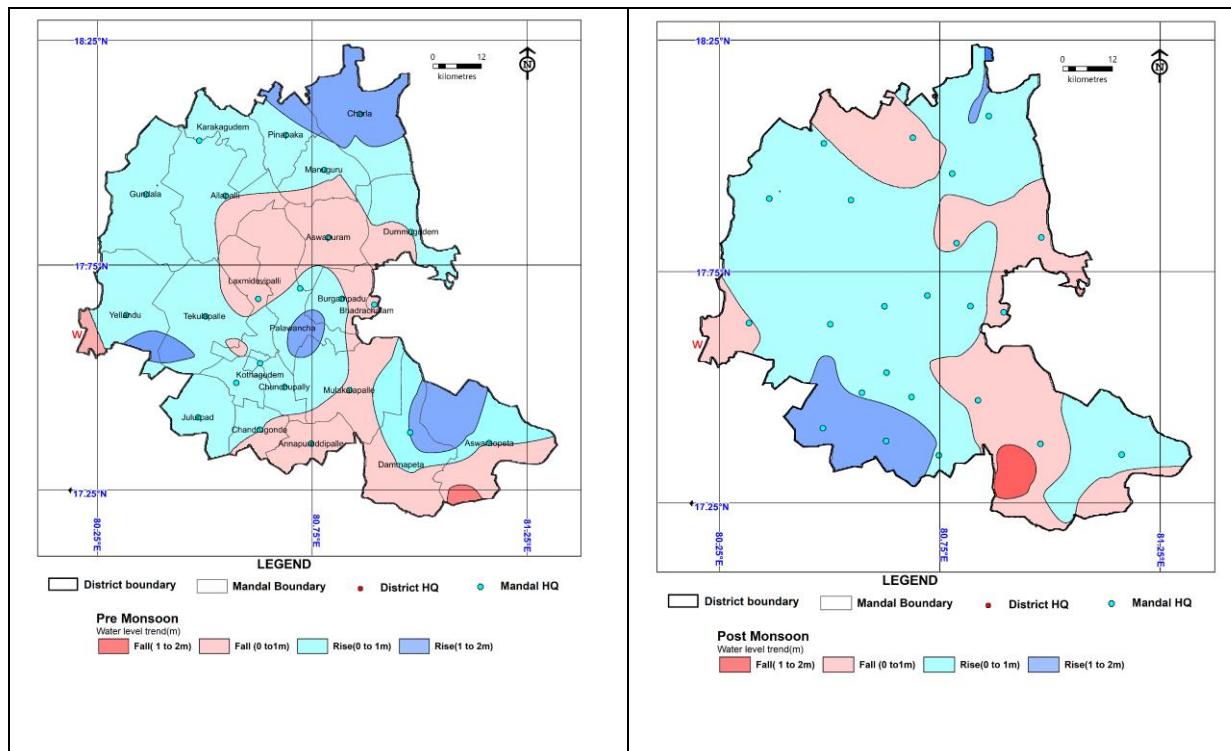 18.25°N
0 12
kilometres
N
Charla
Karakagudem
Pinapaka
Manuguru
Gundala
Allapalli
Aswapuram
Dummugudem
17.75°N
Laxmidevipalli
Burgampadu
Bhadrachalam
Yellandu
Tekulapalle
Palawancha
W
Kothagudem
Chunchupally
Mulakalapalle
Julurpad
Chandrugonda
Annapureddipalle
Aswaraopeta
Dammapeta
17.25°N
80.25°E
80.75°E
81.25°E
LEGEND
District boundary Mandal Boundary District HQ Mandal HQ
Pre Monsoon
Water level trend(m)
Fall( 1 to 2m) Fall (0 to1m) Rise(0 to 1m) Rise(1 to 2m)
18.25°N
0 12
kilometres
N
17.75°N
W
17.25°N
80.25°E
80.75°E
81.25°E
LEGEND
District boundary Mandal Boundary District HQ Mandal HQ
Post Monsoon
Water level trend(m)
Fall( 1 to 2m) Fall (0 to1m) Rise(0 to 1m) Rise(1 to 2m)